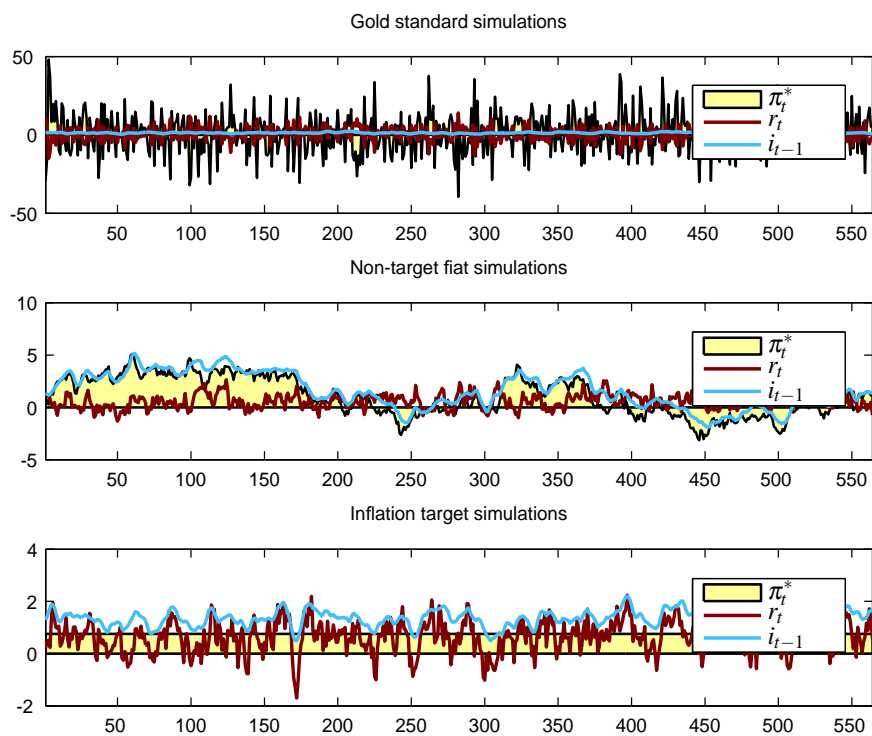 Gold standard simulations
50
0
-50
π*t
rt
it−1
50 100 150 200 250 300 350 400 450 500 550
Non-target fiat simulations
10
5
0
-5
π*t
rt
it−1
50 100 150 200 250 300 350 400 450 500 550
Inflation target simulations
4
2
0
-2
π*t
rt
it−1
50 100 150 200 250 300 350 400 450 500 550